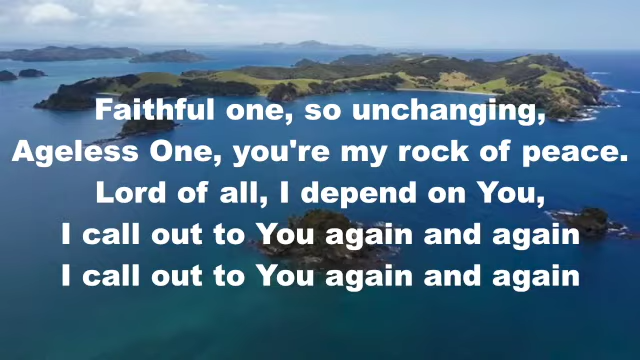 Faithful one, so unchanging,
Ageless One, you're my rock of peace.
Lord of all, I depend on You,
I call out to You again and again
I call out to You again and again